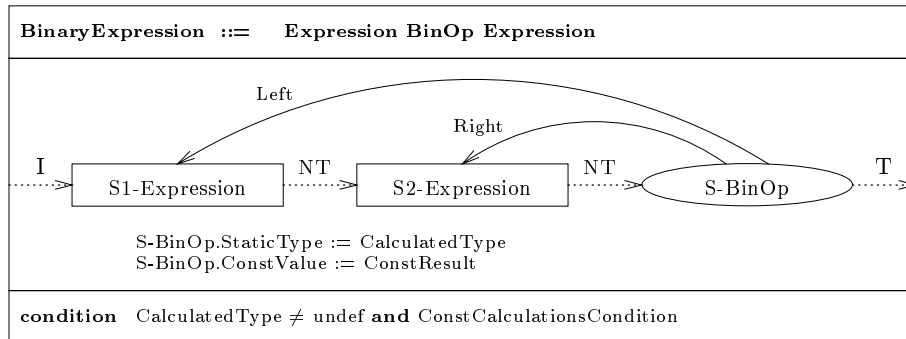 BinaryExpression ::= Expression BinOp Expression
Left
Right
I S1-Expression NT S2-Expression NT S-BinOp T
S-BinOp.StaticType := CalculatedType
S-BinOp.ConstValue := ConstResult
condition CalculatedType ≠ undef and ConstCalculationsCondition